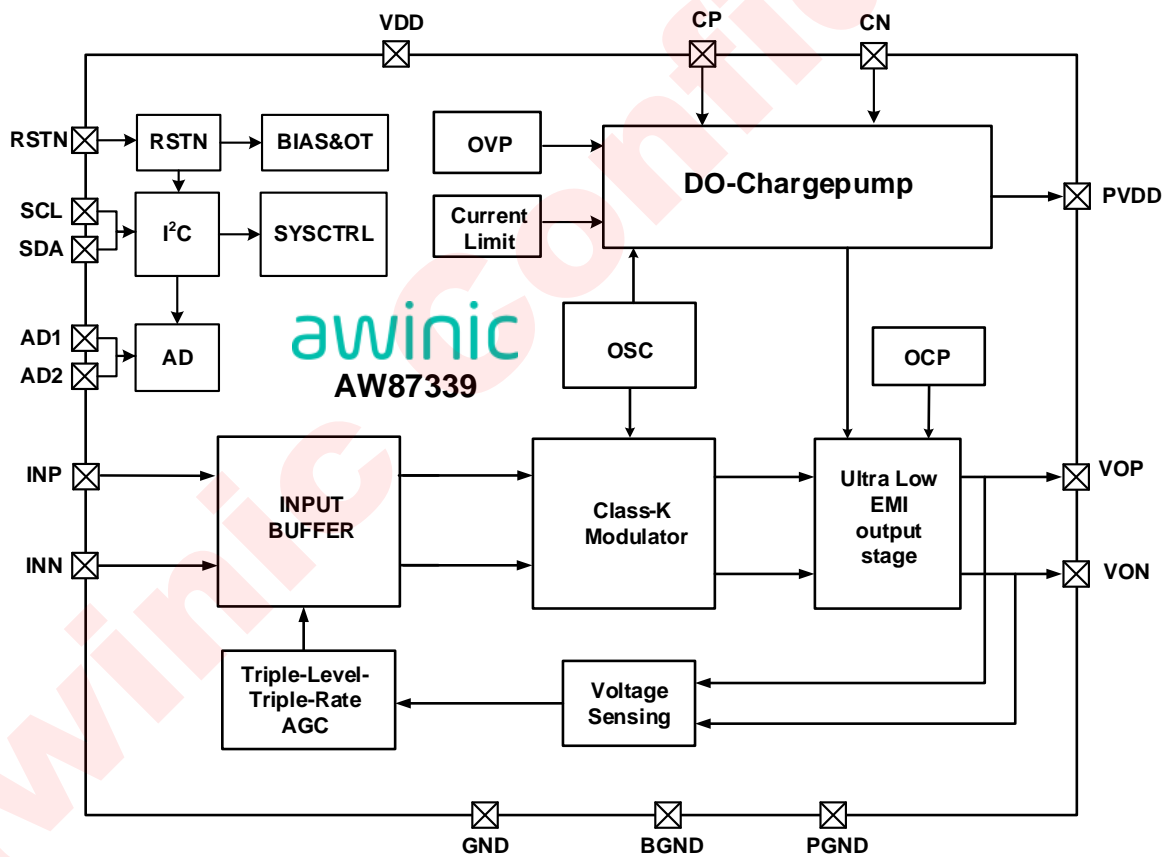 VDD
CP
CN
RSTN
RSTN
BIAS&OT
OVP
DO-Chargepump
PVDD
SCL
SDA
I²C
SYSCTRL
Current
Limit
AD1
AD2
AD
awinic
AW87339
OSC
OCP
INP
INN
INPUT
BUFFER
Class-K
Modulator
Ultra Low
EMI
output
stage
VOP
VON
Triple-Level-
Triple-Rate
AGC
Voltage
Sensing
GND
BGND
PGND
winic Confi